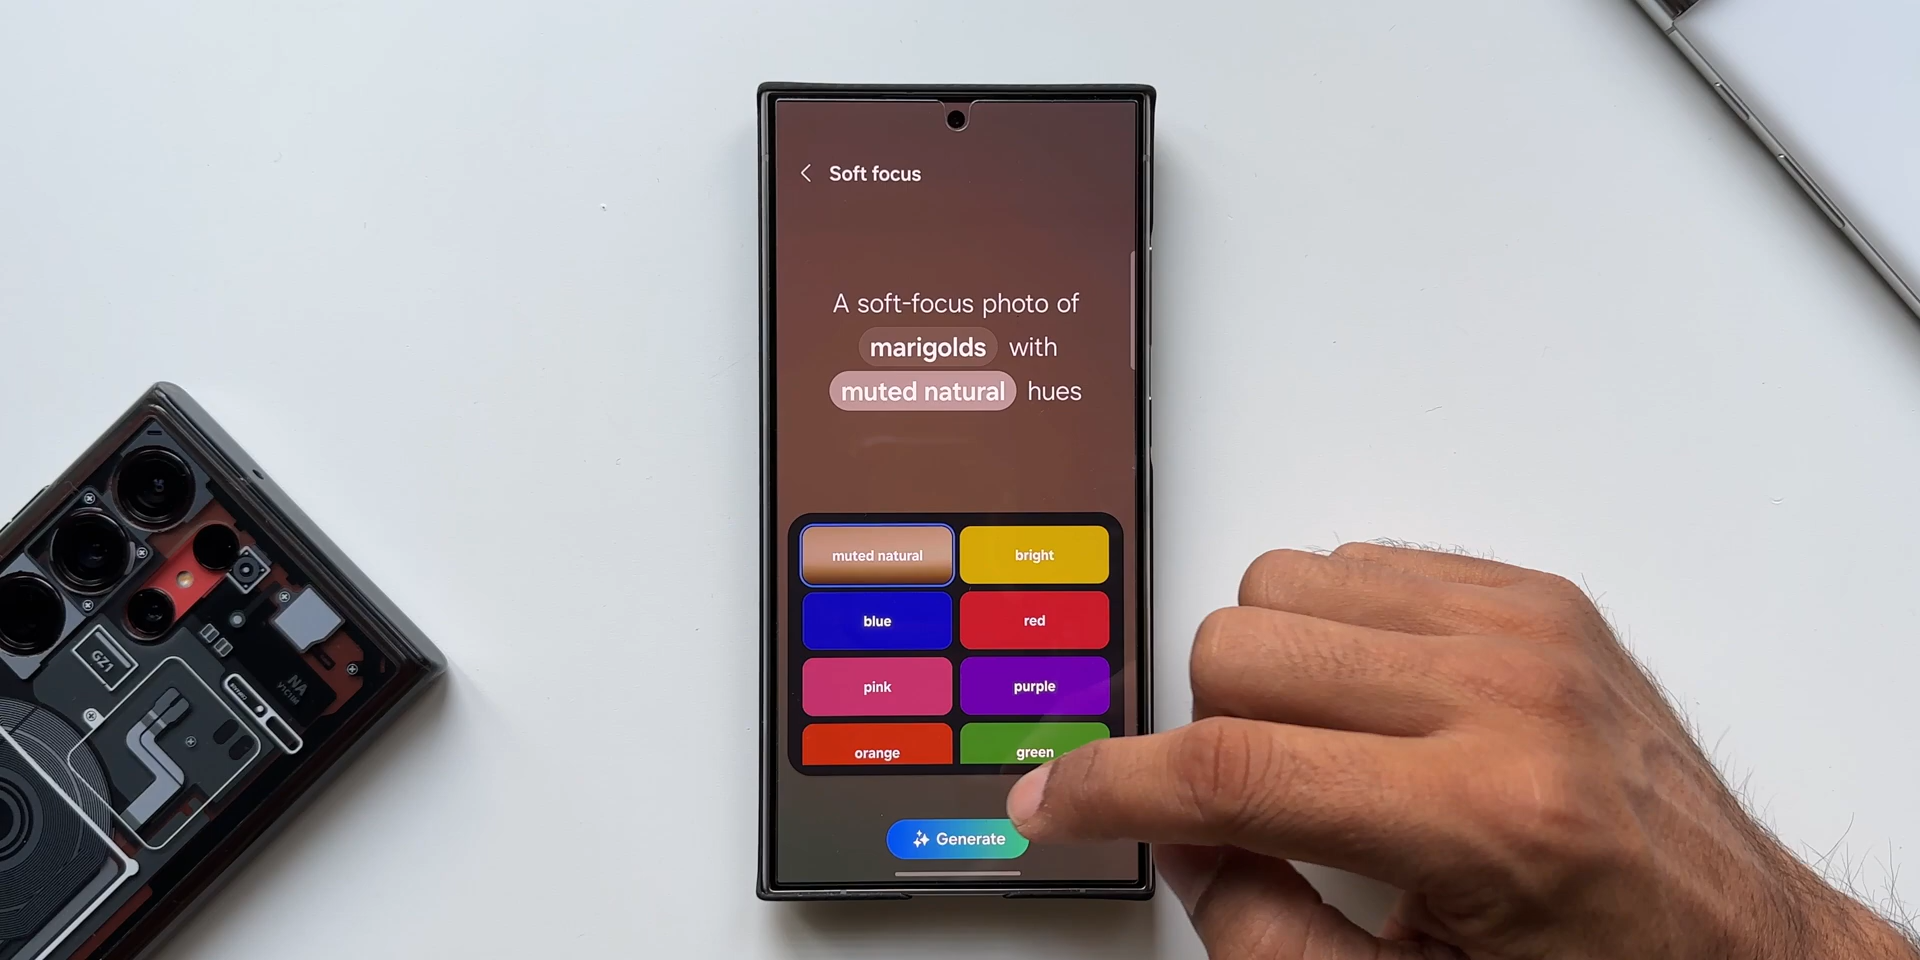 Soft focus
A soft-focus photo of
marigolds with
muted natural hues
muted natural
bright
blue
red
pink
purple
orange
green
Generate
GZ1